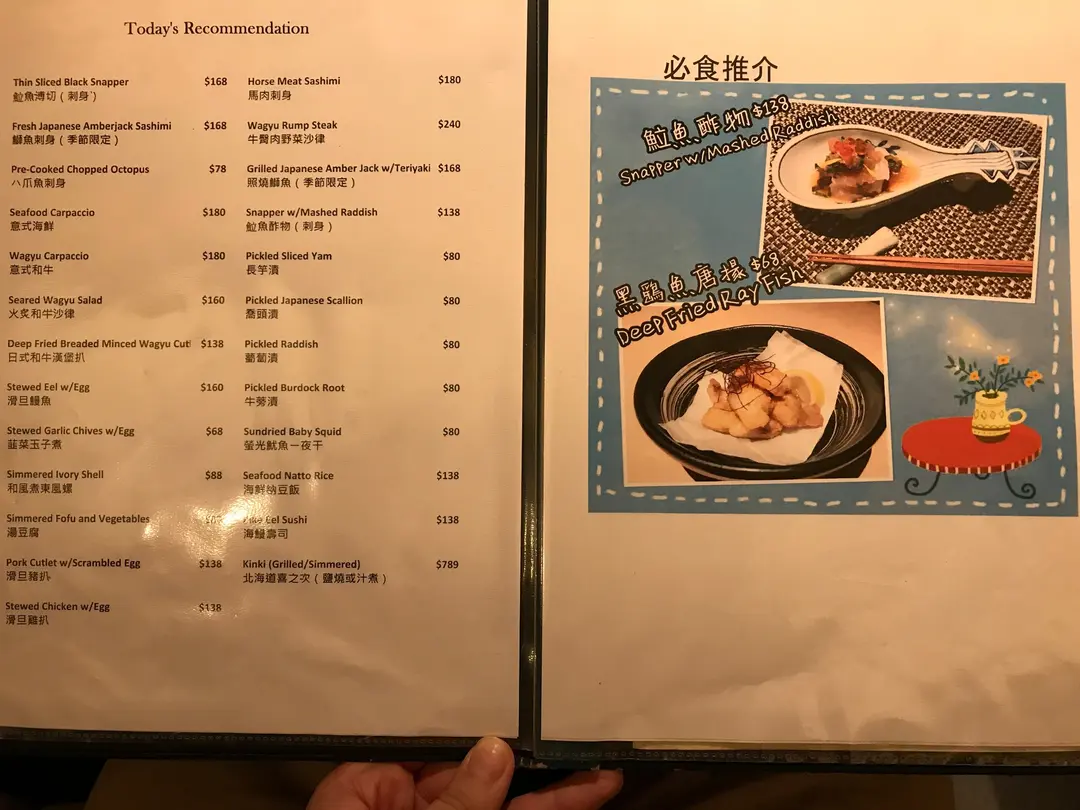 Today's Recommendation
Thin Sliced Black Snapper $168
鱲魚薄切（刺身）
Fresh Japanese Amberjack Sashimi $168
鰤魚刺身（季節限定）
Pre-Cooked Chopped Octopus $78
八爪魚刺身
Seafood Carpaccio $180
意式海鮮
Wagyu Carpaccio $180
意式和牛
Seared Wagyu Salad $160
火炙和牛沙律
Deep Fried Breaded Minced Wagyu Cutl $138
日式和牛漢堡扒
Stewed Eel w/Egg $160
滑旦鰻魚
Stewed Garlic Chives w/Egg $68
韮菜玉子煮
Simmered Ivory Shell $88
和風煮東風螺
Simmered Fofu and Vegetables
湯豆腐
Pork Cutlet w/Scrambled Egg $138
滑旦豬扒
Stewed Chicken w/Egg $138
滑旦雞扒
Horse Meat Sashimi $180
馬肉刺身
Wagyu Rump Steak $240
牛臀肉野菜沙律
Grilled Japanese Amber Jack w/Teriyaki $168
照燒鰤魚（季節限定）
Snapper w/Mashed Raddish $138
魚酢物（刺身）
Pickled Sliced Yam $80
長芋漬
Pickled Japanese Scallion $80
蕎頭漬
Pickled Raddish $80
蘿蔔漬
Pickled Burdock Root $80
牛蒡漬
Sundried Baby Squid $80
螢光魷魚一夜干
Seafood Natto Rice $138
海鮮納豆飯
Eel Sushi $138
海鰻壽司
Kinki (Grilled/Simmered) $789
北海道喜之次（鹽燒或汁煮）
必食推介
魚酢物 $138
Snapper w/Mashed Raddish
黑鷄魚唐揚 $68
Deep Fried Ray Fish